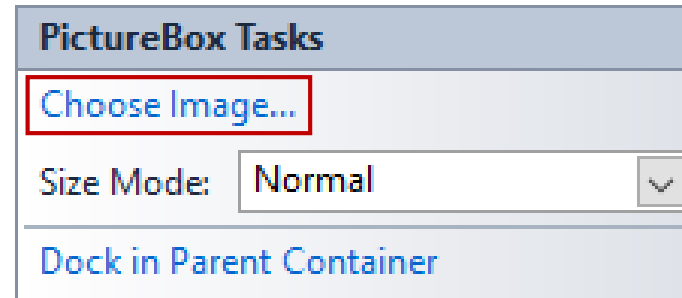 PictureBox Tasks
Choose Image...
Size Mode: Normal
Dock in Parent Container